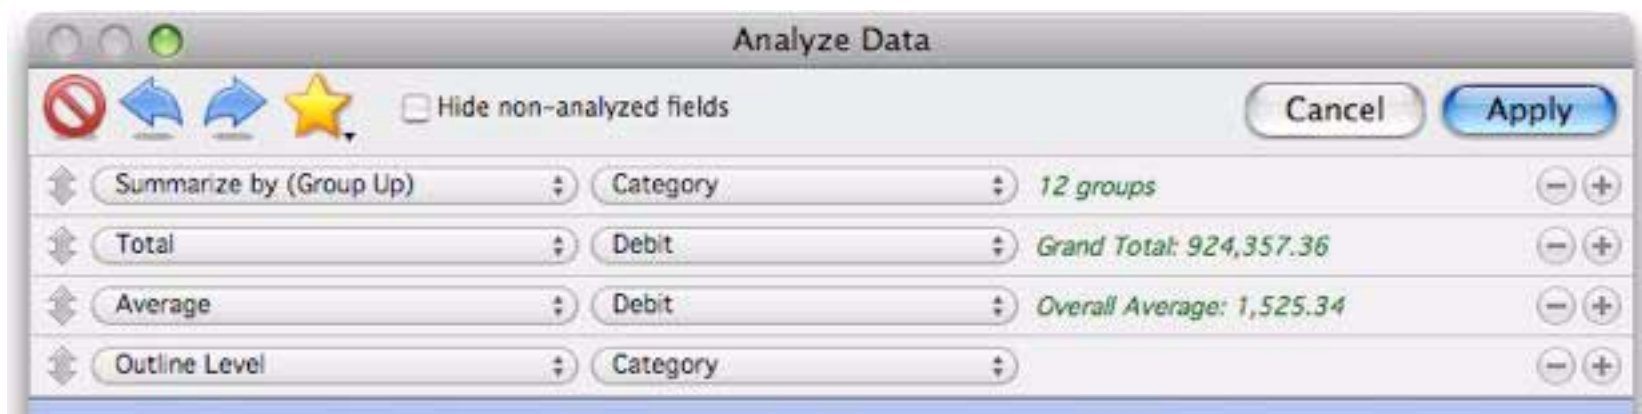 Analyze Data
Hide non-analyzed fields Cancel Apply
Summarize by (Group Up) Category 12 groups
Total Debit Grand Total: 924,357.36
Average Debit Overall Average: 1,525.34
Outline Level Category